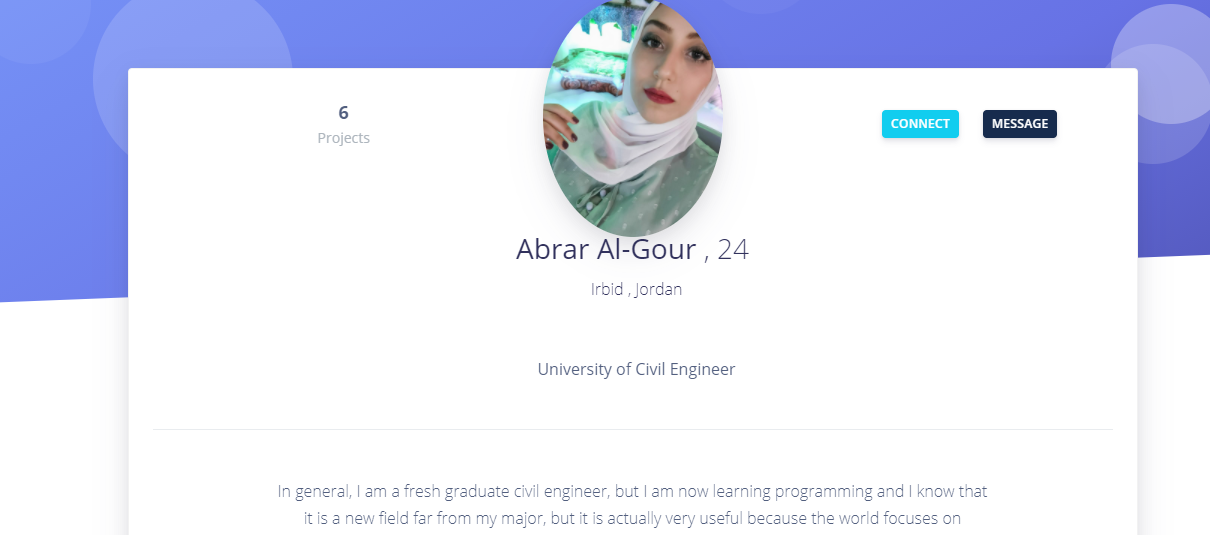 6
Projects
CONNECT
MESSAGE
Abrar Al-Gour , 24
Irbid , Jordan
University of Civil Engineer
In general, I am a fresh graduate civil engineer, but I am now learning programming and I know that
it is a new field far from my major, but it is actually very useful because the world focuses on